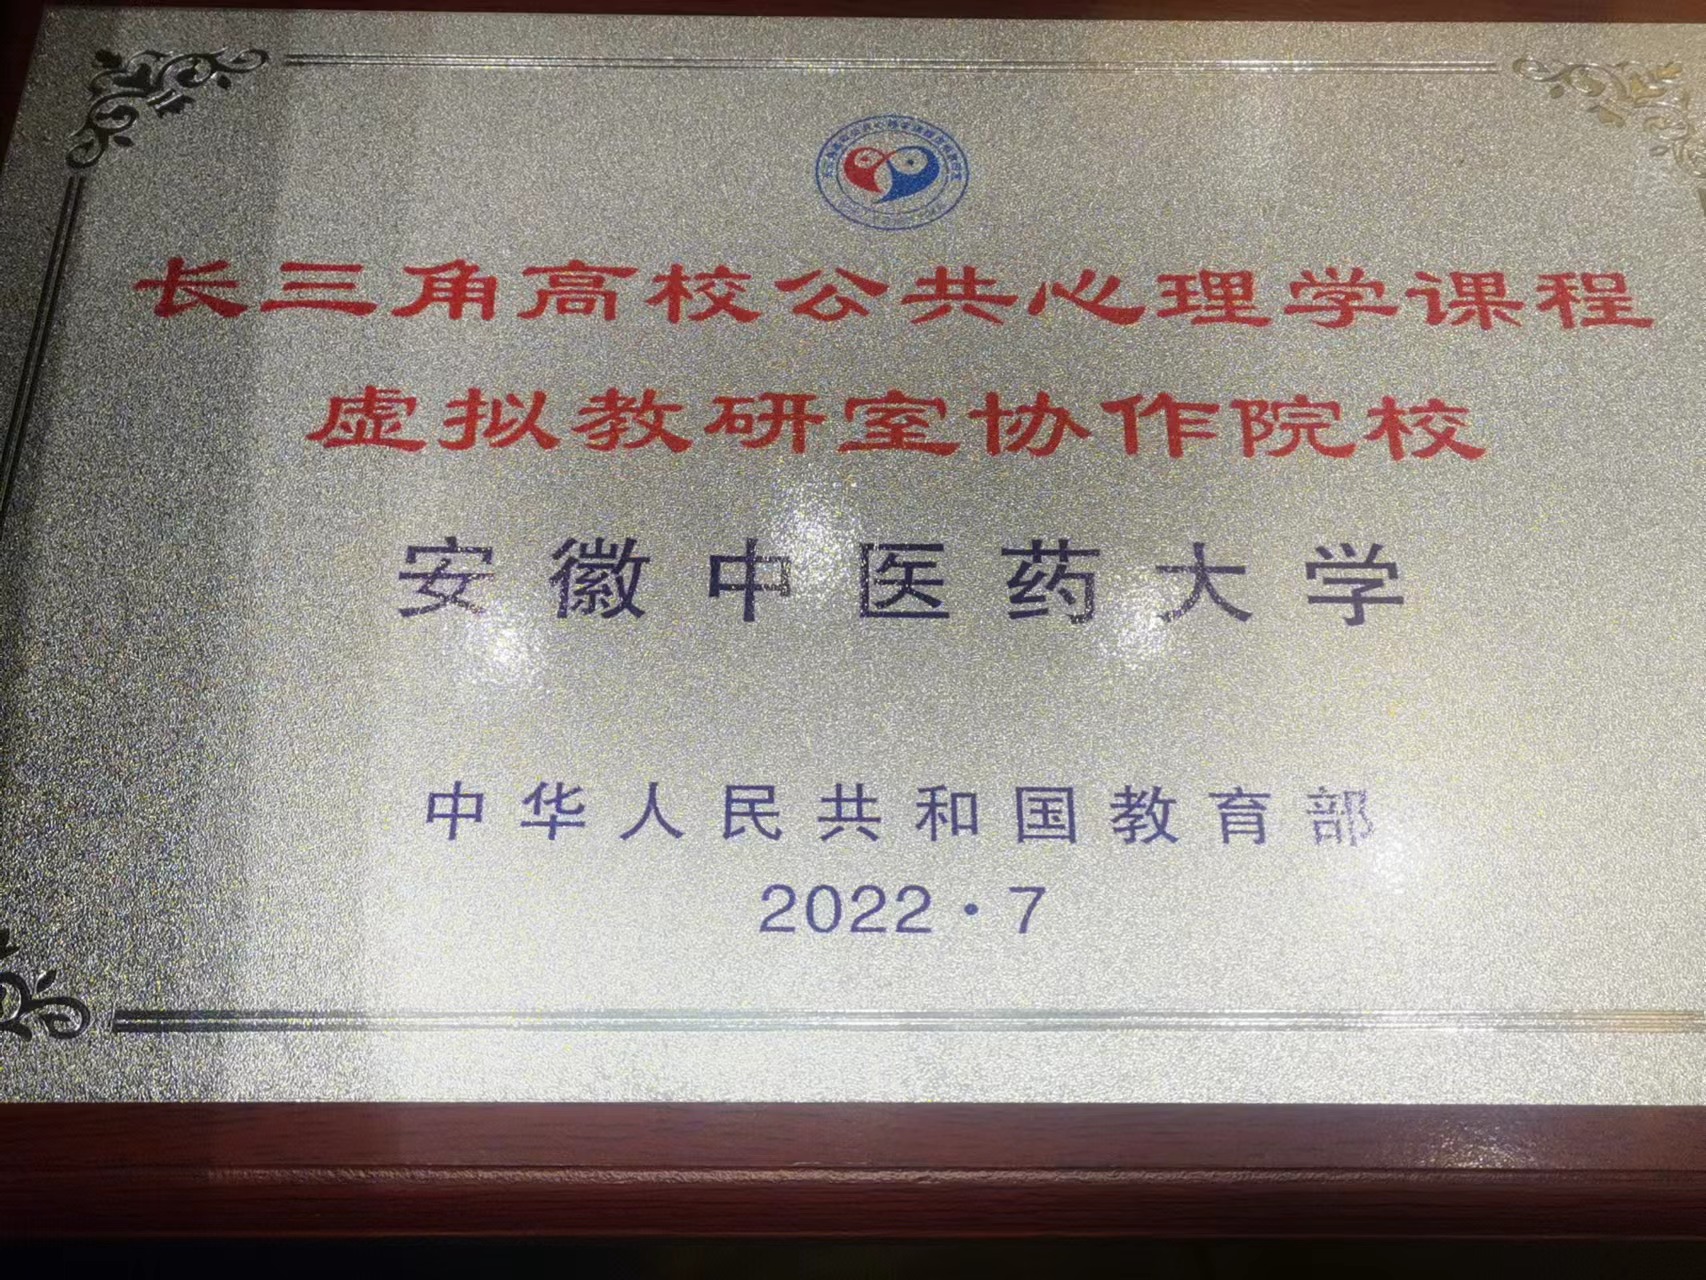 长三角高校公共心理学课程
虚拟教研室协作院校
安徽中医药大学
中华人民共和国教育部
2022·7